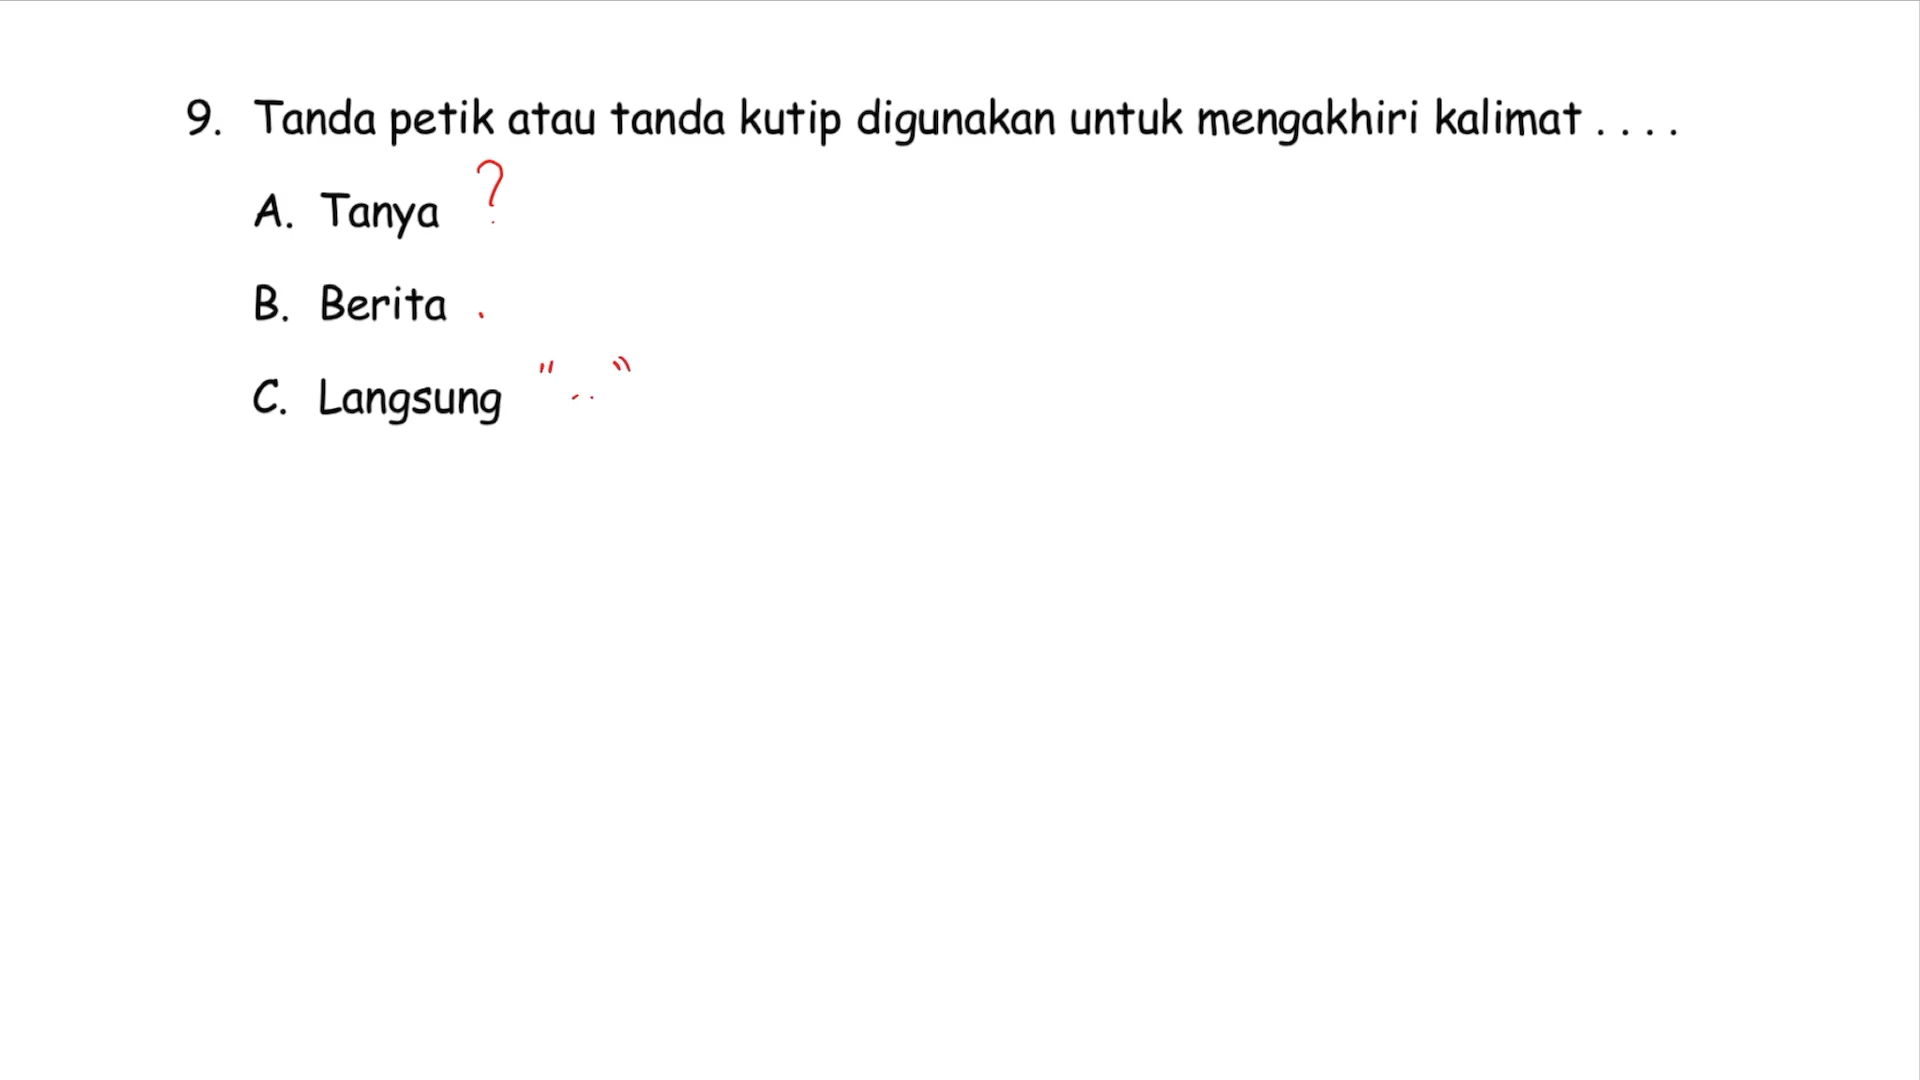 9. Tanda petik atau tanda kutip digunakan untuk mengakhiri kalimat . . . .
A. Tanya ?
B. Berita .
C. Langsung " . . "